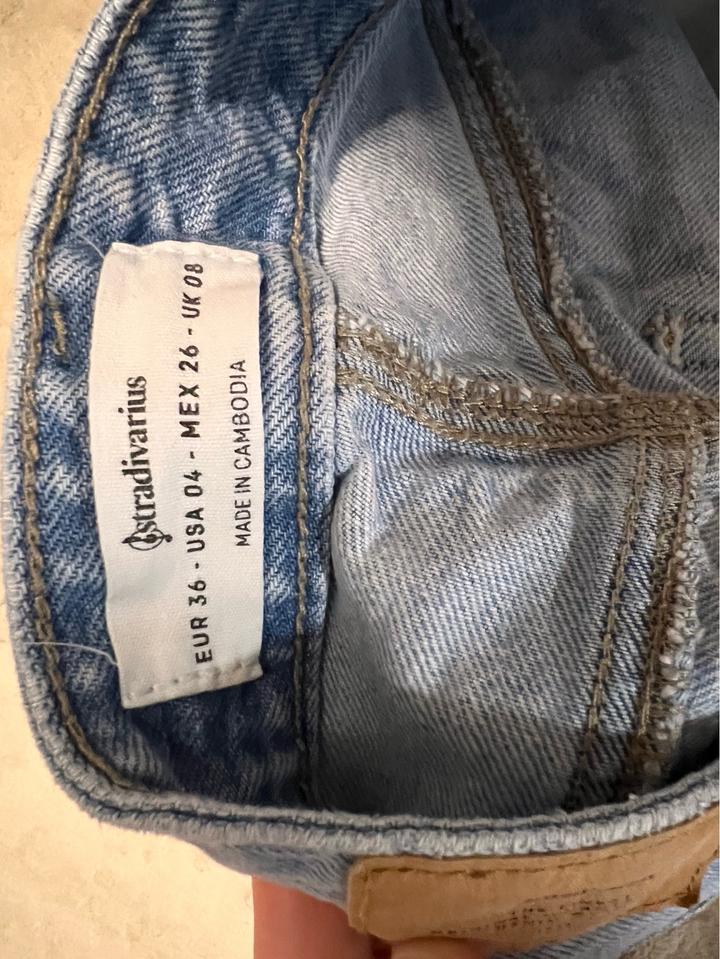 stradivarius
EUR 36 - USA 04 - MEX 26 - UK 08
MADE IN CAMBODIA